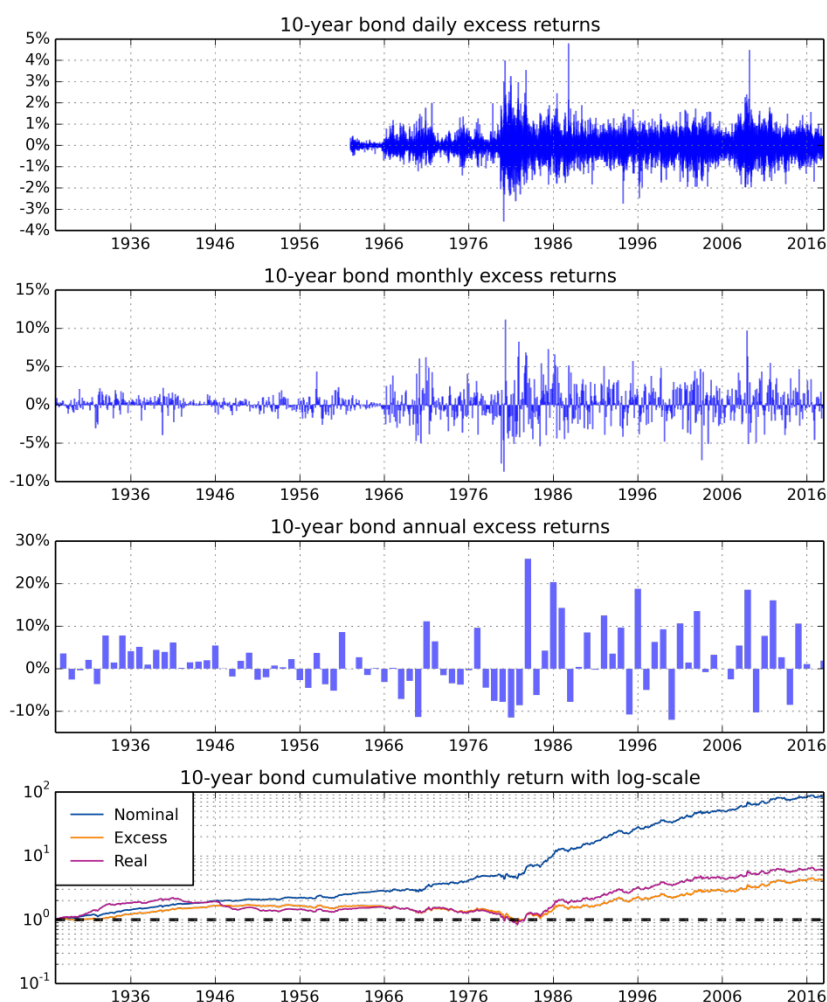 10-year bond daily excess returns
5%
4%
3%
2%
1%
0%
-1%
-2%
-3%
-4%
1936 1946 1956 1966 1976 1986 1996 2006 2016
10-year bond monthly excess returns
15%
10%
5%
0%
-5%
-10%
1936 1946 1956 1966 1976 1986 1996 2006 2016
10-year bond annual excess returns
30%
20%
10%
0%
-10%
1936 1946 1956 1966 1976 1986 1996 2006 2016
10-year bond cumulative monthly return with log-scale
10²
Nominal
Excess
Real
10¹
10⁰
10⁻¹
1936 1946 1956 1966 1976 1986 1996 2006 2016